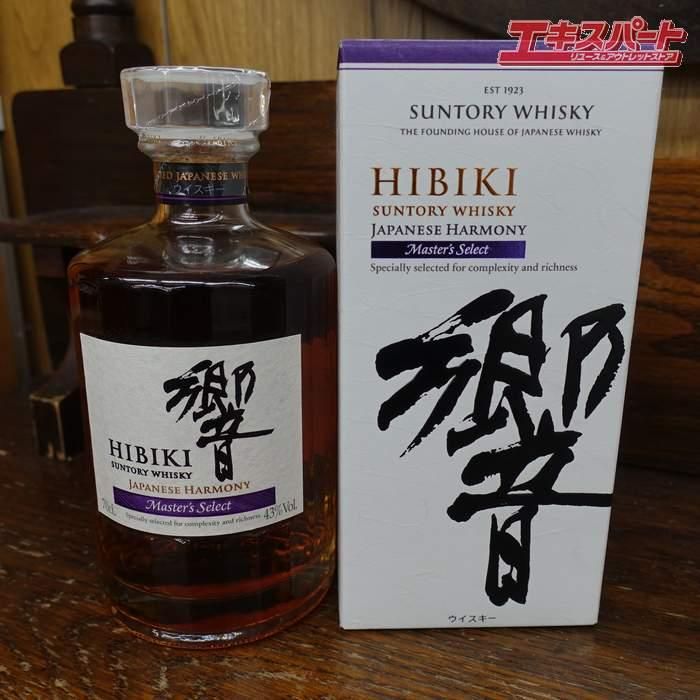 エキスパート
リユース&アウトレットストア
EST 1923
SUNTORY WHISKY
THE FOUNDING HOUSE OF JAPANESE WHISKY
HIBIKI
SUNTORY WHISKY
JAPANESE HARMONY
Master's Select
Specially selected for complexity and richness
響
ウイスキー
JAPANESE
ウイスキー
響
HIBIKI
SUNTORY WHISKY
JAPANESE HARMONY
Master's Select
Specially selected for complexity and richness
70cl. 43%Vol.